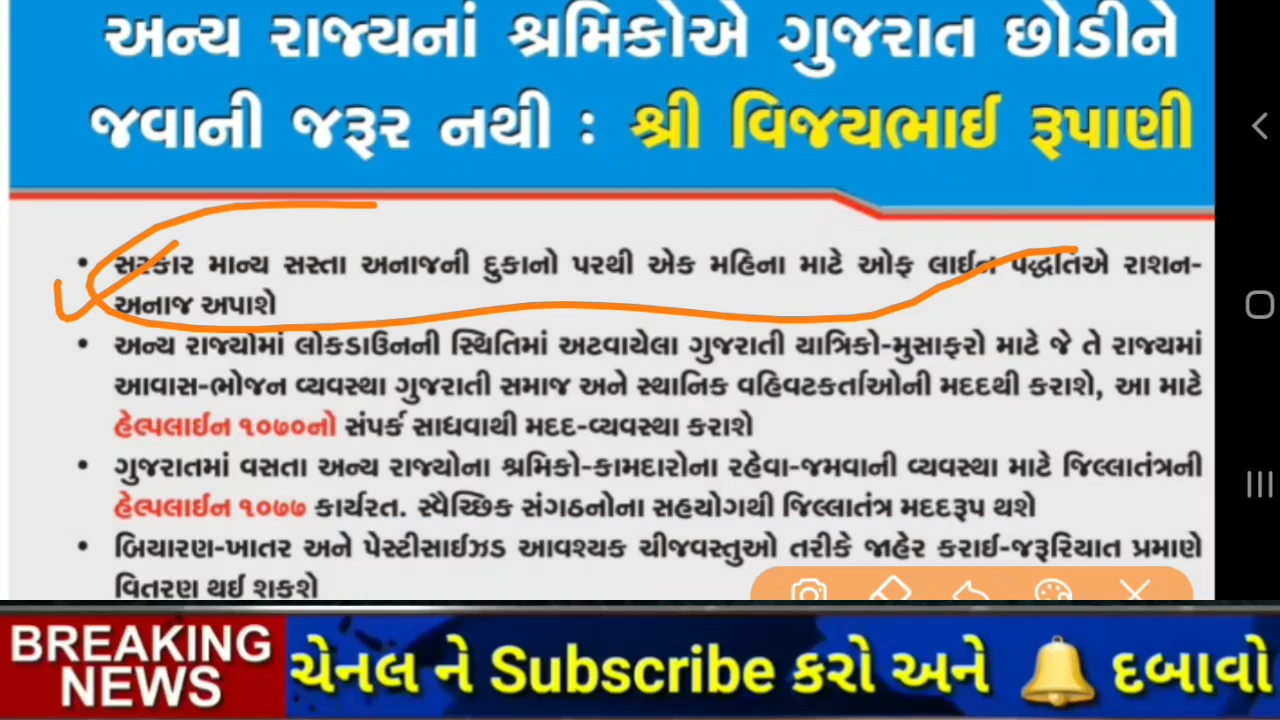 અન્ય રાજ્યનાં શ્રમિકોએ ગુજરાત છોડીને
જવાની જરૂર નથી : શ્રી વિજયભાઈ રૂપાણી
• સરકાર માન્ય સસ્તા અનાજની દુકાનો પરથી એક મહિના માટે ઓફ લાઈન પદ્ધતિએ રાશન-
અનાજ અપાશે
• અન્ય રાજ્યોમાં લોકડાઉનની સ્થિતિમાં અટવાયેલા ગુજરાતી યાત્રિકો-મુસાફરો માટે જે તે રાજ્યમાં
આવાસ-ભોજન વ્યવસ્થા ગુજરાતી સમાજ અને સ્થાનિક વહિવટકર્તાઓની મદદથી કરાશે, આ માટે
હેલ્પલાઈન ૧૦૭૦નો સંપર્ક સાધવાથી મદદ-વ્યવસ્થા કરાશે
• ગુજરાતમાં વસતા અન્ય રાજ્યોના શ્રમિકો-કામદારોના રહેવા-જમવાની વ્યવસ્થા માટે જિલ્લાતંત્રની
હેલ્પલાઈન ૧૦૭૭ કાર્યરત. સ્વૈચ્છિક સંગઠનોના સહયોગથી જિલ્લાતંત્ર મદદરૂપ થશે
• બિયારણ-ખાતર અને પેસ્ટીસાઈઝડ આવશ્યક ચીજવસ્તુઓ તરીકે જાહેર કરાઈ-જરૂરિયાત પ્રમાણે
વિતરણ થઈ શકશે
BREAKING
NEWS
ચેનલ ને Subscribe કરો અને 🔔 દબાવો